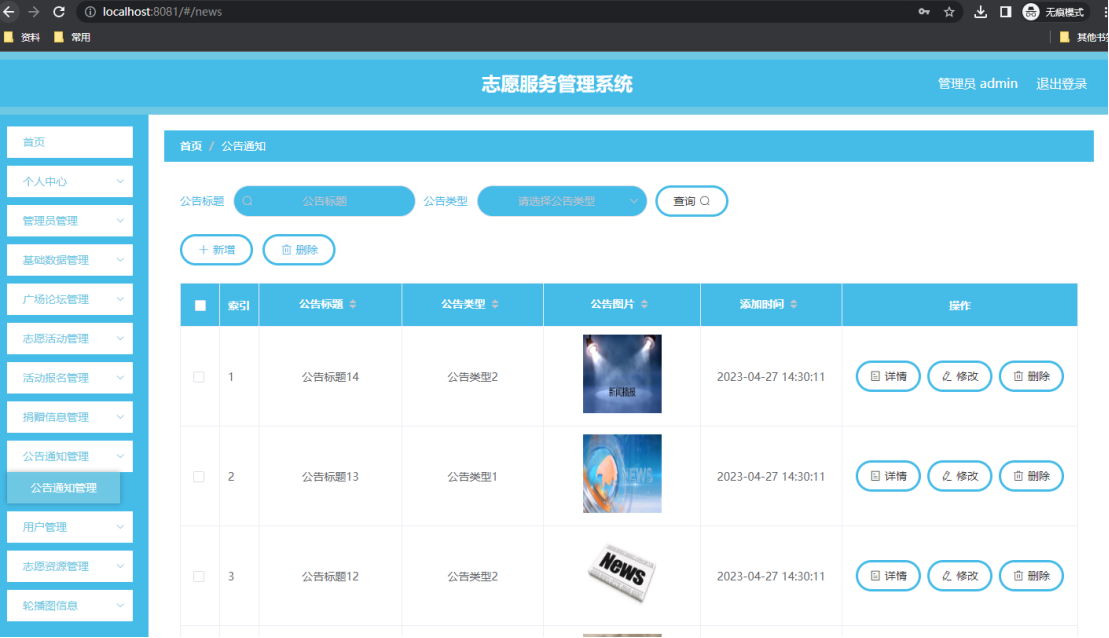 localhost:8081/#/news
无痕模式
资料 常用
其他书签
志愿服务管理系统
管理员 admin 退出登录
首页
个人中心
管理员管理
基础数据管理
广场论坛管理
志愿活动管理
活动报名管理
捐赠信息管理
公告通知管理
公告通知管理
用户管理
志愿资源管理
轮播图信息
首页 / 公告通知
公告标题 公告标题 公告类型 请选择公告类型 查询
新增 删除
索引 公告标题 公告类型 公告图片 添加时间 操作
1 公告标题14 公告类型2 新闻播报 2023-04-27 14:30:11 详情 修改 删除
2 公告标题13 公告类型1 NEWS 2023-04-27 14:30:11 详情 修改 删除
3 公告标题12 公告类型2 News 2023-04-27 14:30:11 详情 修改 删除